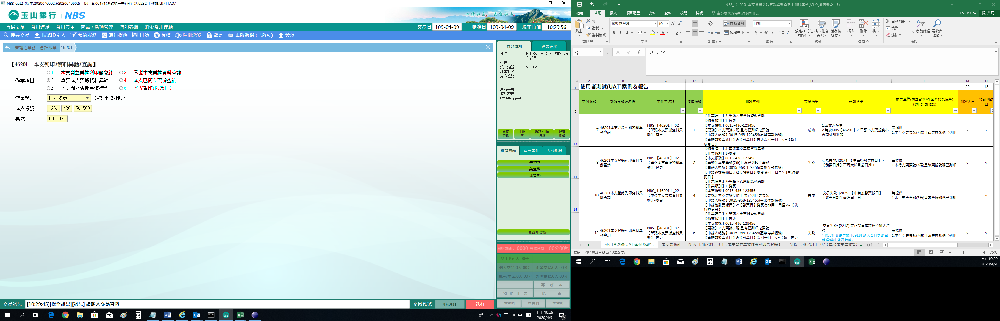 NBS-uat2 (版本:2020040902.b2020040902) 使用者:00171(測試櫃一幸) 分行別:9232 工作站:L9711A07
玉山銀行 | NBS
心清如玉,義重如山。
自選交易 常用連結 常用表單 商品 / 活動管理 智能客服 消金常用連結 交易日 109-04-09 帳務日 109-04-09 現在時間 10:29:56
搜尋交易 帳號ID引入 預約服務 蒞行提醒 日誌 授權 廣播:292 鎖定 重啟週邊 (已啟動) 簽退
管理性業務 會計作業 46201
【46201 本支列印/資料異動/查詢】
作業項目
1 - 本支開立票據列印含登錄 2 - 單張本支票據資料查詢
3 - 單張本支票據資料異動 4 - 本支已開立票據查詢
5 - 本支開立票據異常補登 6 - 本支重印(限當日)」
作業類別 1 - 變更 1-變更 2-刪除
本支帳號 9232 436 581560
票號 0000051
身分識別 產品往來
姓名 測試張一申(股)有限公司
測試黃一一
生日
統一編號 58000252
理專姓名
身分註記
注意事項
簡訊密碼
近期事故異動
顧客資訊 手續費 通路/共同行銷 顧客影像
推薦商品 重要事件 互動記錄
無資料
無資料
無資料
一般轉介登錄
服務號碼: 0000 等候時間: 00分00秒
V I P:0人 00分
個人交易:0人 00分 企業交易:0人 00分
開戶/申請:0人 00分 外匯業務:0人 00分
再 呼 叫
預 約 叫 號 結 束
無資料 無資料 無資料
交易訊息 [10:29:45][操作訊息][訊息] 請輸入交易資料 交易代號 46201 執行
中 上午 10:29
2020/4/9
6
NBS_【46201本支登錄列印資料異動查詢】測試案例_V1.0_測資盤點 - Excel
檔案 常用 插入 版面配置 公式 資料 校閱 檢視 告訴我您想要執行的動作... TEST19054 共用
貼上 剪下 複製 複製格式 剪貼簿
微軟正黑體 10 B I U 字型
自動換列 跨欄置中 對齊方式
日期 $ % 數值
設定格式化的條件 格式化為表格 儲存格樣式 樣式
插入 刪除 格式 儲存格
自動加總 填滿 清除 排序與篩選 尋找與選取 編輯
Q11 fx 2020/4/9
A B C D G H I L M N
1 使用者測試(UAT)案例&報告 25 13
5 案例編號 功能代號及名稱 工作表名稱 情境編號 測試案例 交易結果 預期結果 前置準備(包含資料/外圍介接系統等)(與IT討論確認) 測試人員 預計測試日
13 7 46201本支登錄列印資料異動查詢 NBS_【46201】_02【單張本支票據資料異動】-變更 1
【作業項目】3-單張本支票據資料異動
【作業類別】1-變更
【本支帳號】0015-436-123456
【票號】本支票號(7碼)且為已列印之票號
【申請人帳號】0015-968-123456(臺幣存款帳號)
【申請簽發票據日】&【發票日】變更為同一日且<=【執行變更日】
成功
1.請放入短單
2.請於NBS【46201】2-單張本支票據資料查詢列印狀態
請提供
1.本行支票票號(7碼)且該票據號碼已列印
v v
14 8 46201本支登錄列印資料異動查詢 NBS_【46201】_02【單張本支票據資料異動】-變更 2
【作業項目】3-單張本支票據資料異動
【作業類別】1-變更
【本支帳號】0015-436-123456
【票號】本支票號(7碼)且為已列印之票號
【申請人帳號】0015-968-123456(臺幣存款帳號)
【申請簽發票據日】&【發票日】變更為同一日且>【執行變更日】
失敗
交易失敗: [2074] 【申請簽發票據日】、【發票日期】不可大於目前日期!
請提供
1.本行支票票號(7碼)且該票據號碼已列印
v v
16 10 46201本支登錄列印資料異動查詢 NBS_【46201】_02【單張本支票據資料異動】-變更 4
【作業項目】3-單張本支票據資料異動
【作業類別】1-變更
【本支帳號】0015-436-123456
【票號】本支票號(7碼)且為已列印之票號
【申請人帳號】0015-968-123456(臺幣存款帳號)
【申請簽發票據日】&【發票日】變更為非同一日且<=【執行變更日】
失敗
交易失敗: [2075] 【申請簽發票據日】、【發票日期】需為同一日!
請提供
1.本行支票票號(7碼)且該票據號碼已列印
v v
12 46201本支登錄列印資料異動查詢 NBS_【46201】_02【單張本支票據資料異動】-變更 6
【作業項目】3-單張本支票據資料異動
【作業類別】1-變更
【本支帳號】0015-436-123456
【票號】本支票號(7碼)且為已列印之票號
【申請人帳號】0015-968-123456(臺幣存款帳號)
【申請簽發票據日】&【發票日】為同一日且<=【執行變更
失敗
交易失敗: [2212] 禁止背書轉讓欄位輸入錯誤
**[錯誤] 交易失敗: [0918] 輸入資料之範圍錯誤(禁止背書轉讓)
請提供
1.本行支票票號(7碼)且該票據號碼已列印
v v
使用者測試(UAT)案例&報告 本交易統計 NBS_【46201】_01【本支開立票據作業列印含登錄】 NBS_【46201】_02【單張本支票據資料 ...
就緒 從 1003中找出 13筆記錄 75%
上午 10:29
2020/4/9